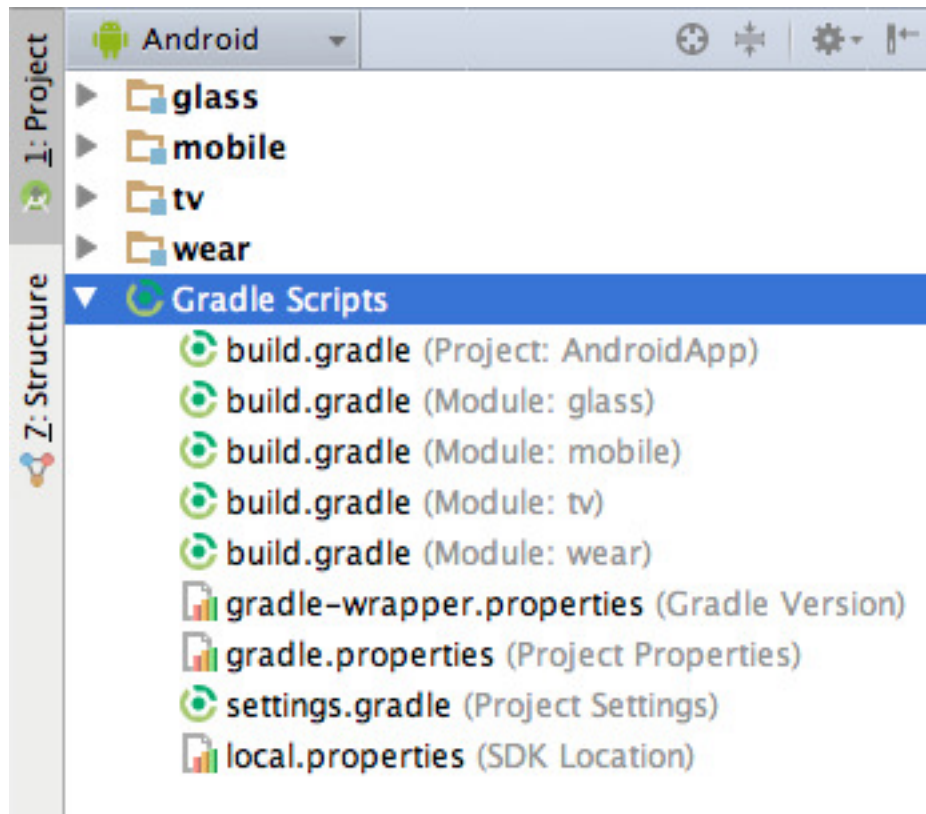 Android
1: Project
7: Structure
glass
mobile
tv
wear
Gradle Scripts
build.gradle (Project: AndroidApp)
build.gradle (Module: glass)
build.gradle (Module: mobile)
build.gradle (Module: tv)
build.gradle (Module: wear)
gradle-wrapper.properties (Gradle Version)
gradle.properties (Project Properties)
settings.gradle (Project Settings)
local.properties (SDK Location)